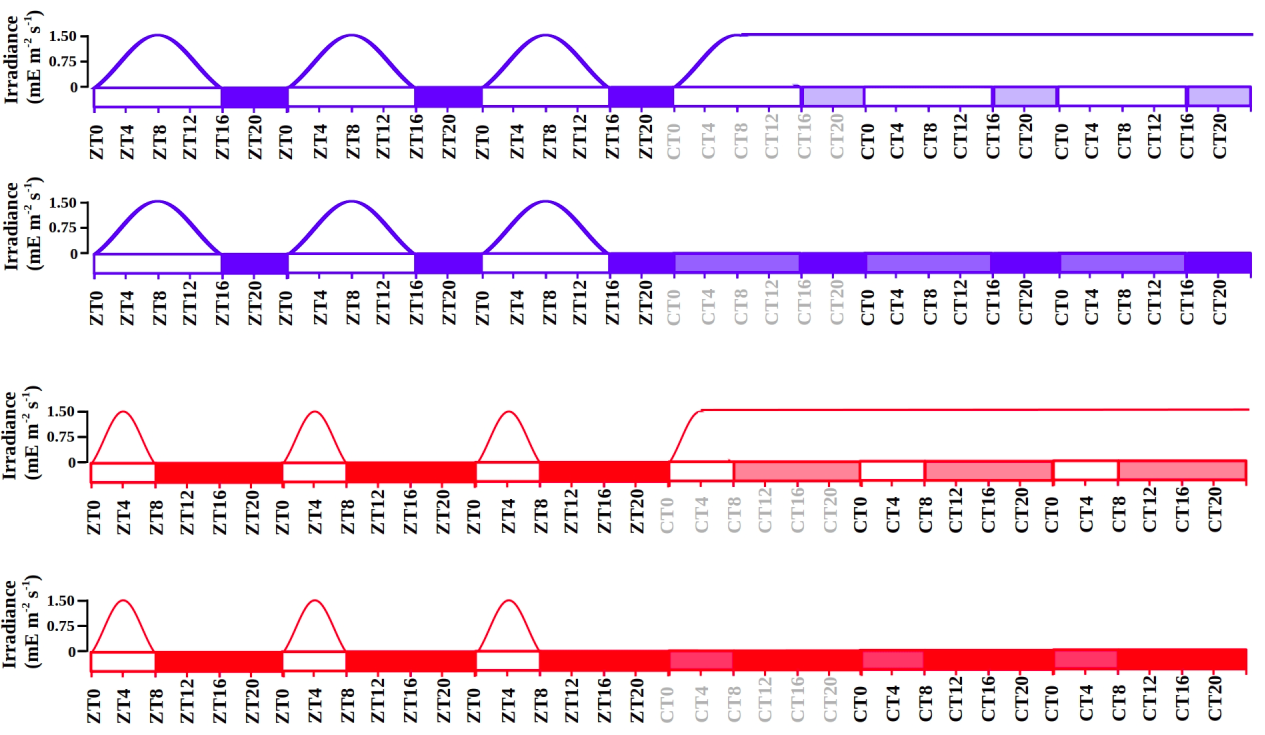 Irradiance
(mE m-2 s-1)
1.50
0.75
0
ZT0 ZT4 ZT8 ZT12 ZT16 ZT20 ZT0 ZT4 ZT8 ZT12 ZT16 ZT20 ZT0 ZT4 ZT8 ZT12 ZT16 ZT20 CT0 CT4 CT8 CT12 CT16 CT20 CT0 CT4 CT8 CT12 CT16 CT20 CT0 CT4 CT8 CT12 CT16 CT20
Irradiance
(mE m-2 s-1)
1.50
0.75
0
ZT0 ZT4 ZT8 ZT12 ZT16 ZT20 ZT0 ZT4 ZT8 ZT12 ZT16 ZT20 ZT0 ZT4 ZT8 ZT12 ZT16 ZT20 CT0 CT4 CT8 CT12 CT16 CT20 CT0 CT4 CT8 CT12 CT16 CT20 CT0 CT4 CT8 CT12 CT16 CT20
Irradiance
(mE m-2 s-1)
1.50
0.75
0
ZT0 ZT4 ZT8 ZT12 ZT16 ZT20 ZT0 ZT4 ZT8 ZT12 ZT16 ZT20 ZT0 ZT4 ZT8 ZT12 ZT16 ZT20 CT0 CT4 CT8 CT12 CT16 CT20 CT0 CT4 CT8 CT12 CT16 CT20 CT0 CT4 CT8 CT12 CT16 CT20
Irradiance
(mE m-2 s-1)
1.50
0.75
0
ZT0 ZT4 ZT8 ZT12 ZT16 ZT20 ZT0 ZT4 ZT8 ZT12 ZT16 ZT20 ZT0 ZT4 ZT8 ZT12 ZT16 ZT20 CT0 CT4 CT8 CT12 CT16 CT20 CT0 CT4 CT8 CT12 CT16 CT20 CT0 CT4 CT8 CT12 CT16 CT20